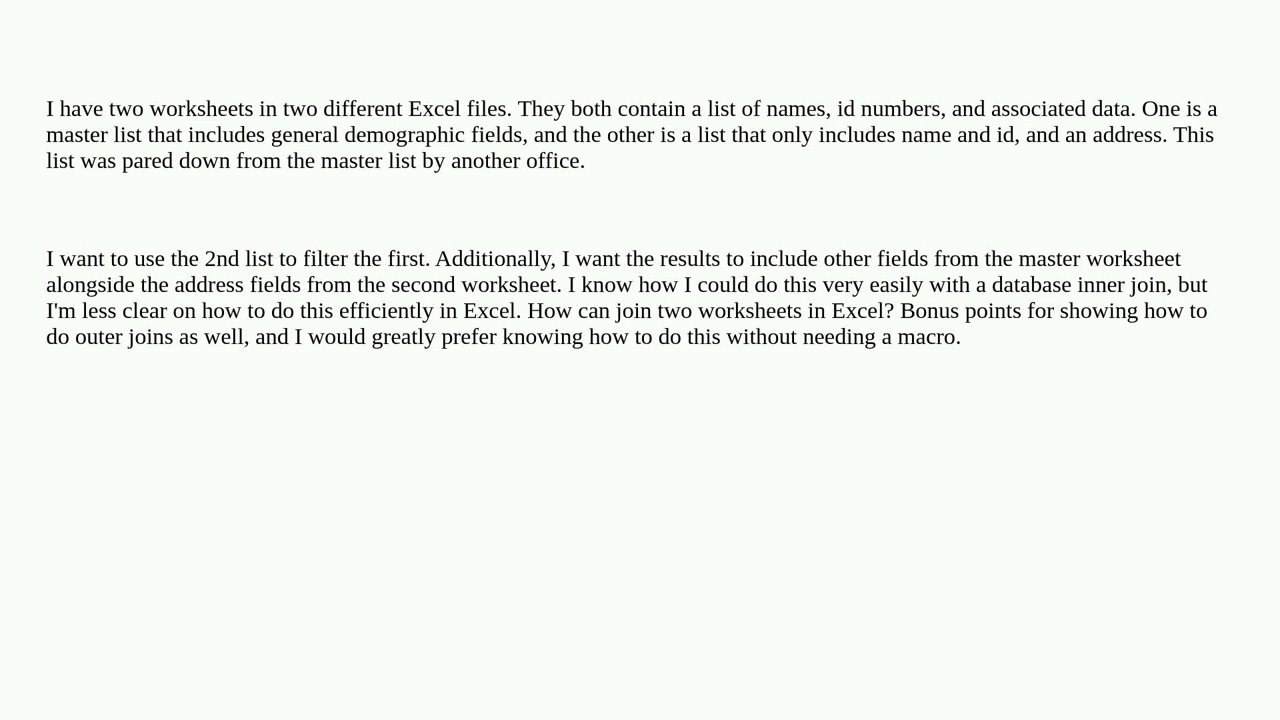 I have two worksheets in two different Excel files. They both contain a list of names, id numbers, and associated data. One is a
master list that includes general demographic fields, and the other is a list that only includes name and id, and an address. This
list was pared down from the master list by another office.
I want to use the 2nd list to filter the first. Additionally, I want the results to include other fields from the master worksheet
alongside the address fields from the second worksheet. I know how I could do this very easily with a database inner join, but
I'm less clear on how to do this efficiently in Excel. How can join two worksheets in Excel? Bonus points for showing how to
do outer joins as well, and I would greatly prefer knowing how to do this without needing a macro.